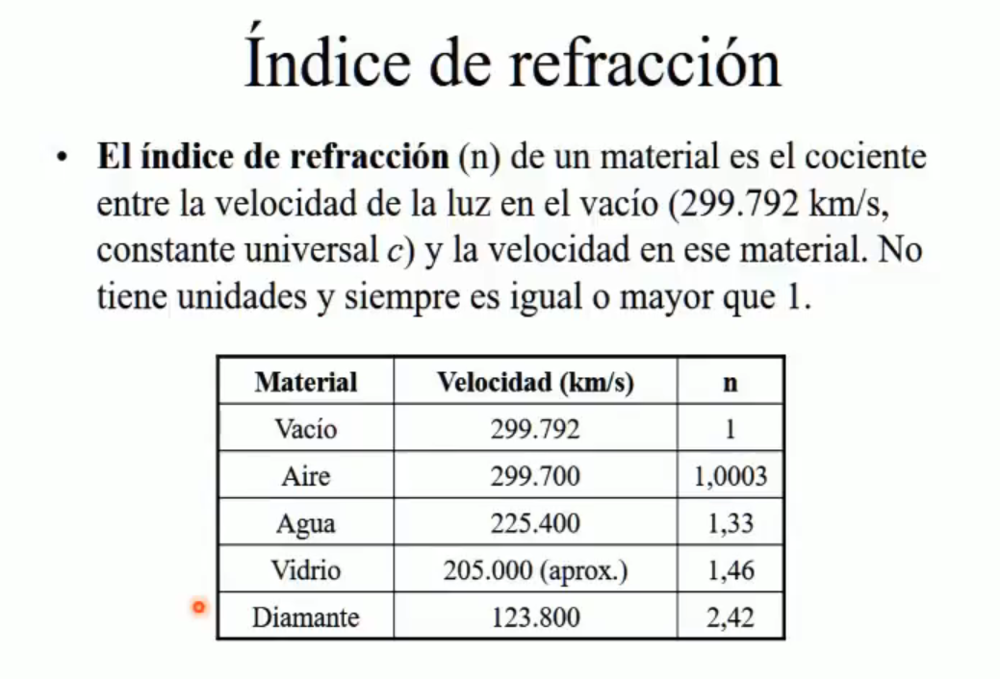 Índice de refracción
• El índice de refracción (n) de un material es el cociente
entre la velocidad de la luz en el vacío (299.792 km/s,
constante universal c) y la velocidad en ese material. No
tiene unidades y siempre es igual o mayor que 1.
Material Velocidad (km/s) n
Vacío 299.792 1
Aire 299.700 1,0003
Agua 225.400 1,33
Vidrio 205.000 (aprox.) 1,46
Diamante 123.800 2,42